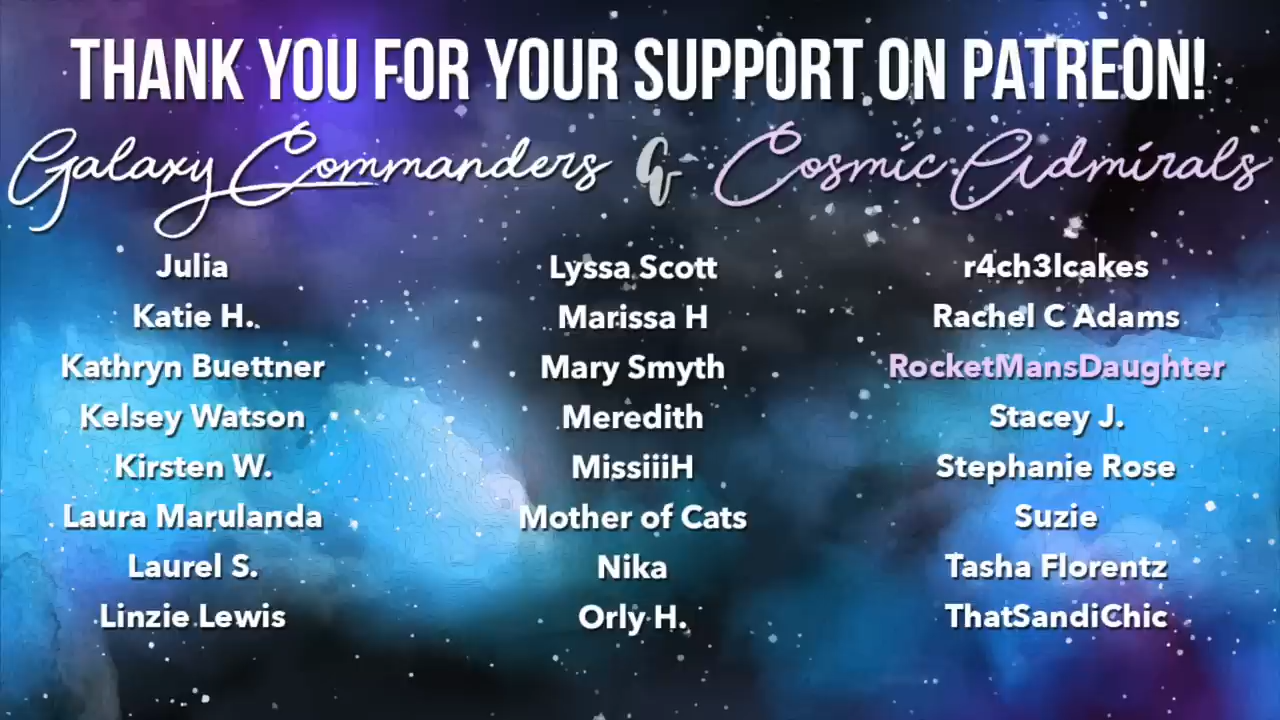 THANK YOU FOR YOUR SUPPORT ON PATREON!
Galaxy Commanders & Cosmic Admirals
Julia
Katie H.
Kathryn Buettner
Kelsey Watson
Kirsten W.
Laura Marulanda
Laurel S.
Linzie Lewis
Lyssa Scott
Marissa H
Mary Smyth
Meredith
MissiiiH
Mother of Cats
Nika
Orly H.
r4ch3lcakes
Rachel C Adams
RocketMansDaughter
Stacey J.
Stephanie Rose
Suzie
Tasha Florentz
ThatSandiChic